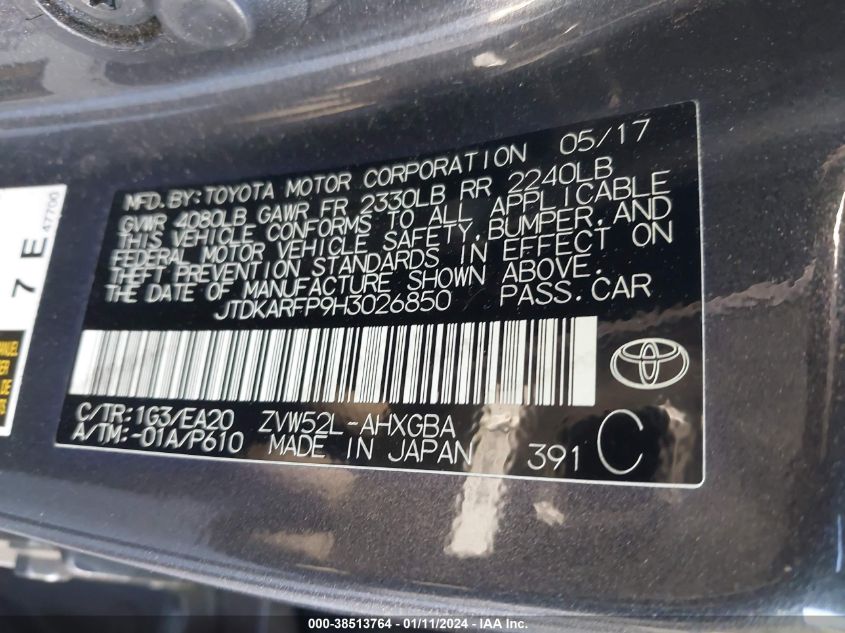 MFD.BY:TOYOTA MOTOR CORPORATION 05/17
GVWR 4080LB GAWR FR 2330LB RR 2240LB
THIS VEHICLE CONFORMS TO ALL APPLICABLE
FEDERAL MOTOR VEHICLE SAFETY,BUMPER,AND
THEFT PREVENTION STANDARDS IN EFFECT ON
THE DATE OF MANUFACTURE SHOWN ABOVE.
JTDKARFP9H3026850 PASS.CAR
C/TR:1G3/EA20 ZVW52L-AHXGBA
A/TM:-01A/P610 MADE IN JAPAN 391 C
7 E 47700
DE
000-38513764 - 01/11/2024 - IAA Inc.